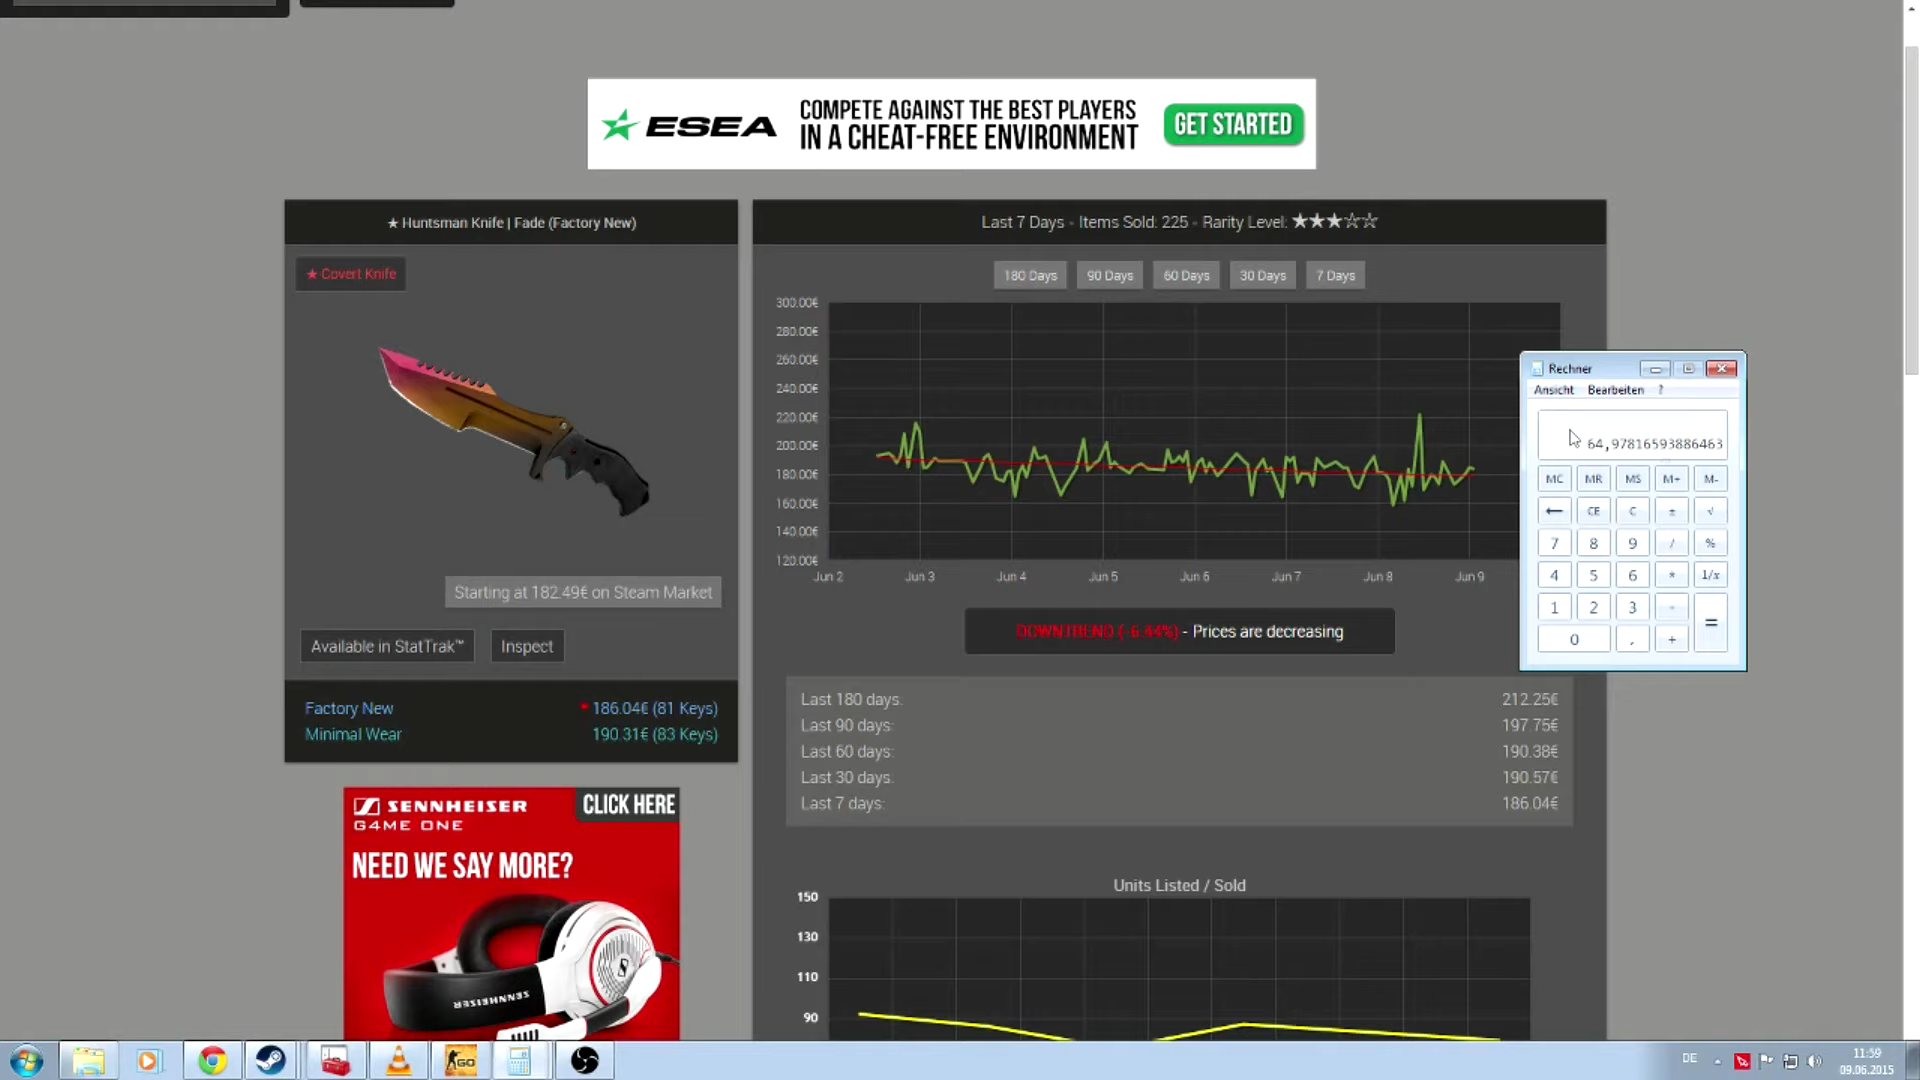 ESEA
COMPETE AGAINST THE BEST PLAYERS
IN A CHEAT-FREE ENVIRONMENT
GET STARTED
★ Huntsman Knife | Fade (Factory New)
★ Covert Knife
Starting at 182.49€ on Steam Market
Available in StatTrak™
Inspect
Factory New 186.04€ (81 Keys)
Minimal Wear 190.31€ (83 Keys)
SENNHEISER
G4ME ONE
CLICK HERE
NEED WE SAY MORE?
SENNHEISER
Last 7 Days - Items Sold: 225 - Rarity Level: ★★★☆☆
180 Days 90 Days 60 Days 30 Days 7 Days
300.00€
280.00€
260.00€
240.00€
220.00€
200.00€
180.00€
160.00€
140.00€
120.00€
Jun 2 Jun 3 Jun 4 Jun 5 Jun 6 Jun 7 Jun 8 Jun 9
DOWNTREND (-6.44%) - Prices are decreasing
Last 180 days: 212.25€
Last 90 days: 197.75€
Last 60 days: 190.38€
Last 30 days: 190.57€
Last 7 days: 186.04€
Units Listed / Sold
150
130
110
90
Rechner
Ansicht Bearbeiten ?
64,97816593886463
MC MR MS M+ M-
← CE C ± √
7 8 9 / %
4 5 6 * 1/x
1 2 3 - =
0 , +
GO
DE
11:59
09.06.2015